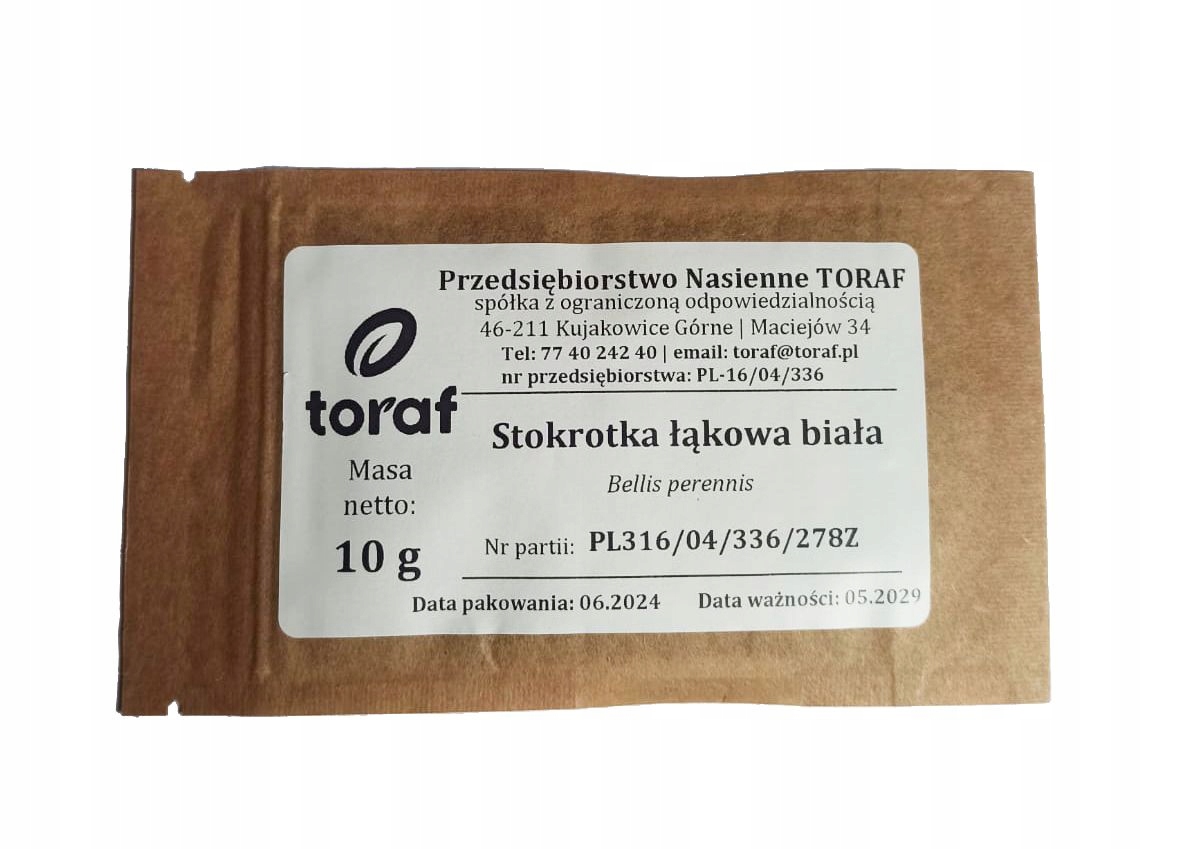 Przedsiębiorstwo Nasienne TORAF
spółka z ograniczoną odpowiedzialnością
46-211 Kujakowice Górne | Maciejów 34
Tel: 77 40 242 40 | email: toraf@toraf.pl
nr przedsiębiorstwa: PL-16/04/336
toraf
Stokrotka łąkowa biała
Bellis perennis
Masa
netto:
10 g
Nr partii: PL316/04/336/278Z
Data pakowania: 06.2024 Data ważności: 05.2029